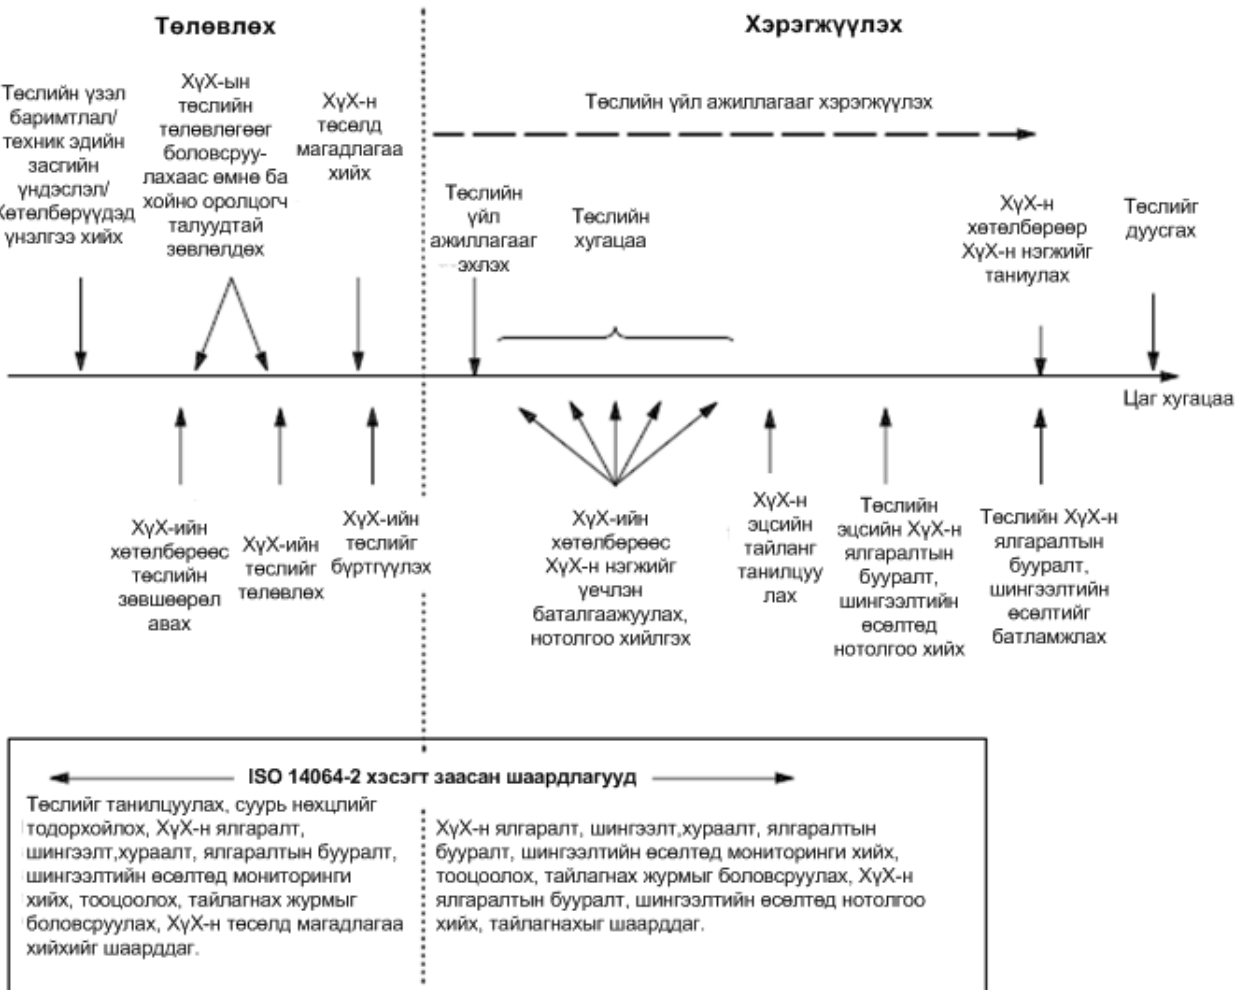 Төлөвлөх
Хэрэгжүүлэх
Төслийн үзэл
баримтлал/
техник эдийн
засгийн
үндэслэл/
Хөтөлбөрүүдэд
үнэлгээ хийх
ХүХ-ын
төслийн
төлөвлөгөөг
боловсруу-
лахаас өмнө ба
хойно оролцогч
талуудтай
зөвлөлдөх
ХүХ-н
төсөлд
магадлагаа
хийх
Төслийн үйл ажиллагааг хэрэгжүүлэх
Төслийн
үйл
ажиллагааг
эхлэх
Төслийн
хугацаа
ХүХ-н
хөтөлбөрөөр
ХүХ-н нэгжийг
таниулах
Төслийг
дуусгах
Цаг хугацаа
ХүХ-ийн
хөтөлбөрөөс
төслийн
зөвшөөрөл
авах
ХүХ-ийн
төслийг
төлөвлөх
ХүХ-ийн
төслийг
бүртгүүлэх
ХүХ-ийн
хөтөлбөрөөс
ХүХ-н нэгжийг
үечлэн
баталгаажуулах,
нотолгоо хийлгэх
ХүХ-н
эцсийн
тайланг
танилцуу
лах
Төслийн
эцсийн ХүХ-н
ялгаралтын
бууралт,
шингээлтийн
өсөлтөд
нотолгоо хийх
Төслийн ХүХ-н
ялгаралтын
бууралт,
шингээлтийн
өсөлтийг
батламжлах
ISO 14064-2 хэсэгт заасан шаардлагууд
Төслийг танилцуулах, суурь нөхцлийг
тодорхойлох, ХүХ-н ялгаралт,
шингээлт,хураалт, ялгаралтын бууралт,
шингээлтийн өсөлтөд мониторинги
хийх, тооцоолох, тайлагнах журмыг
боловсруулах, ХүХ-н төсөлд магадлагаа
хийхийг шаарддаг.
ХүХ-н ялгаралт, шингээлт,хураалт, ялгаралтын
бууралт, шингээлтийн өсөлтөд мониторинги хийх,
тооцоолох, тайлагнах журмыг боловсруулах, ХүХ-н
ялгаралтын бууралт, шингээлтийн өсөлтөд нотолгоо
хийх, тайлагнахыг шаарддаг.